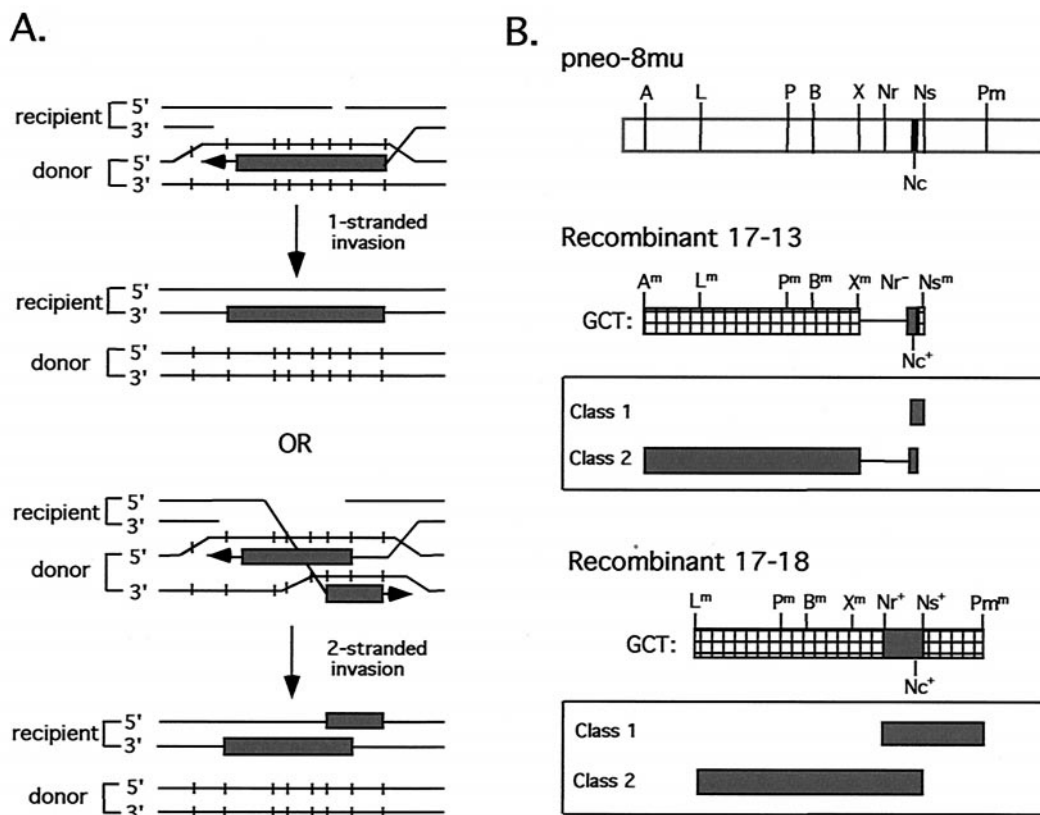 A.
recipient 5'
3'
donor 5'
3'
1-stranded
invasion
recipient 5'
3'
donor 5'
3'
OR
recipient 5'
3'
donor 5'
3'
2-stranded
invasion
recipient 5'
3'
donor 5'
3'
B.
pneo-8mu
A L P B X Nr Ns Pm
Nc
Recombinant 17-13
Aᵐ Lᵐ Pᵐ Bᵐ Xᵐ Nr⁻ Nsᵐ
GCT:
Nc⁺
Class 1
Class 2
Recombinant 17-18
Lᵐ Pᵐ Bᵐ Xᵐ Nr⁺ Ns⁺ Pmᵐ
GCT:
Nc⁺
Class 1
Class 2